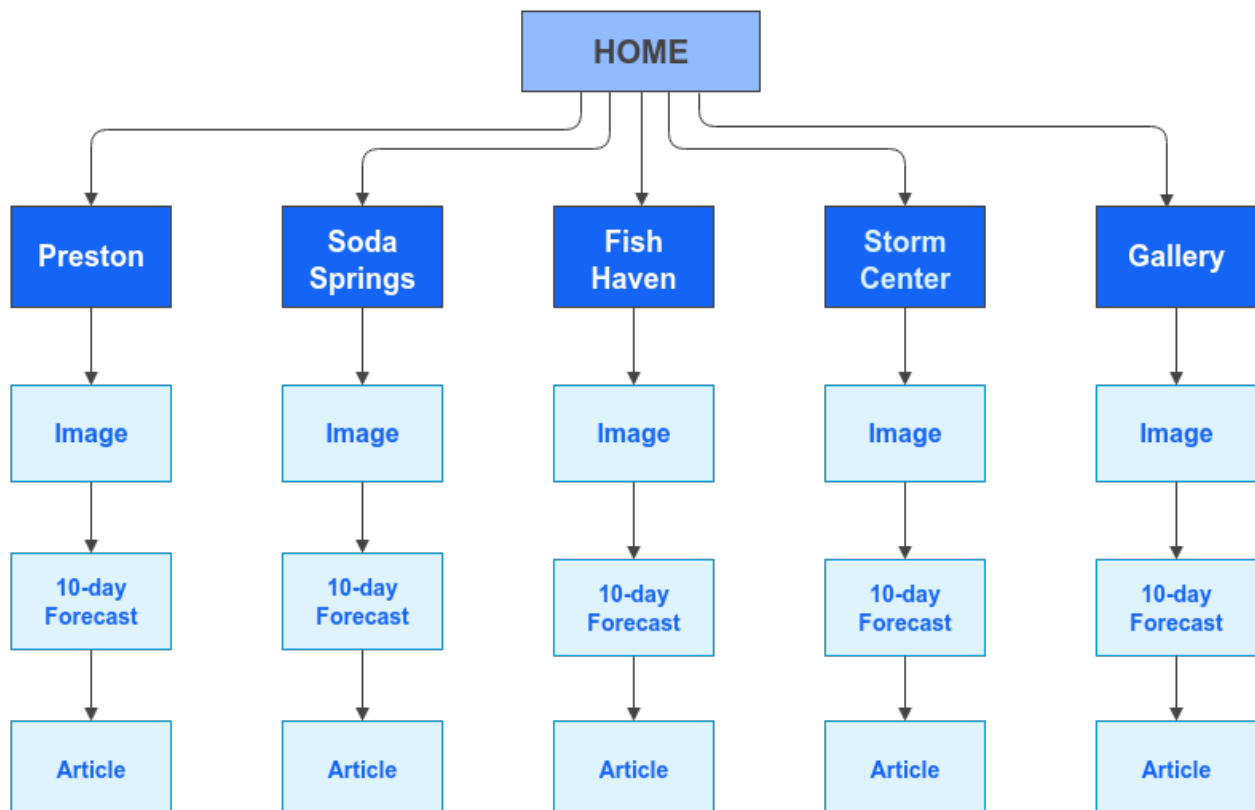 HOME
Preston
Soda
Springs
Fish
Haven
Storm
Center
Gallery
Image
Image
Image
Image
Image
10-day
Forecast
10-day
Forecast
10-day
Forecast
10-day
Forecast
10-day
Forecast
Article
Article
Article
Article
Article